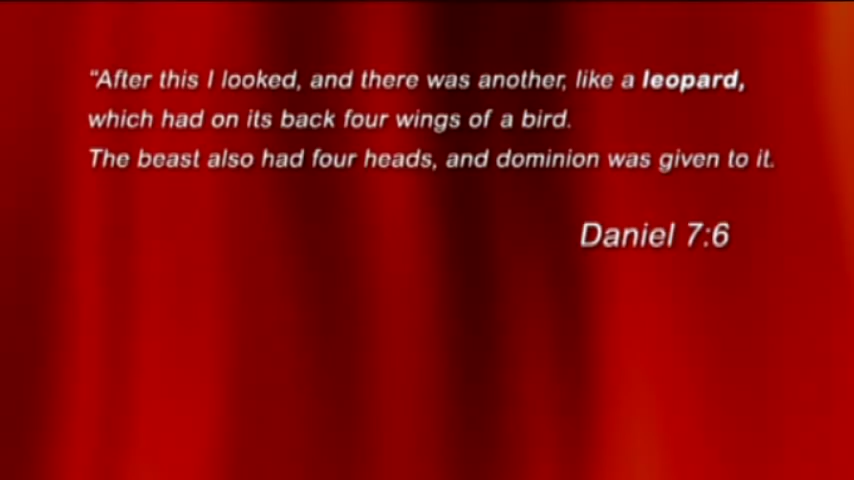 "After this I looked, and there was another, like a leopard,
which had on its back four wings of a bird.
The beast also had four heads, and dominion was given to it.
Daniel 7:6